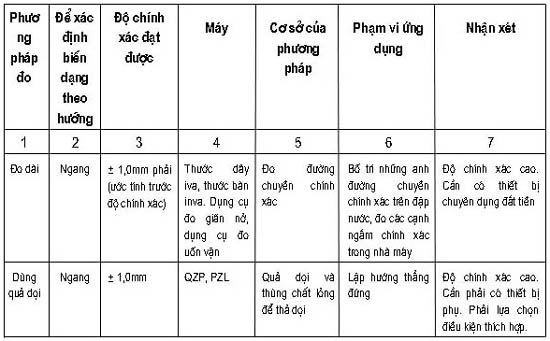 Phươ
ng
pháp
đo
Để xác
định biến
dạng
theo
hướng
Độ chính
xác đạt
được
Máy
Cơ sở của
phương
pháp
Phạm vi ứng
dụng
Nhận xét
1
2
3
4
5
6
7
Đo dài
Ngang
± 1,0mm phải
(ước tính trước
độ chính xác)
Thước dây
iva, thước bàn
inva. Dụng cụ
đo giãn nở,
dụng cụ đo
uốn vặn
Đo đường
chuyền chính
xác
Bố trí những anh
đường chuyền
chính xác trên đập
nước, đo các cạnh
ngầm chính xác
trong nhà máy
Độ chính xác cao.
Cần có thiết bị
chuyên dụng đắt tiền
Dùng
quả dọi
Ngang
± 1,0mm
QZP, PZL
Quả dọi và
thùng chất lỏng
để thả dọi
Lập hướng thẳng
đứng
Độ chính xác cao.
Cần phải có thiết bị
phụ. Phải lựa chọn
điều kiện thích hợp.